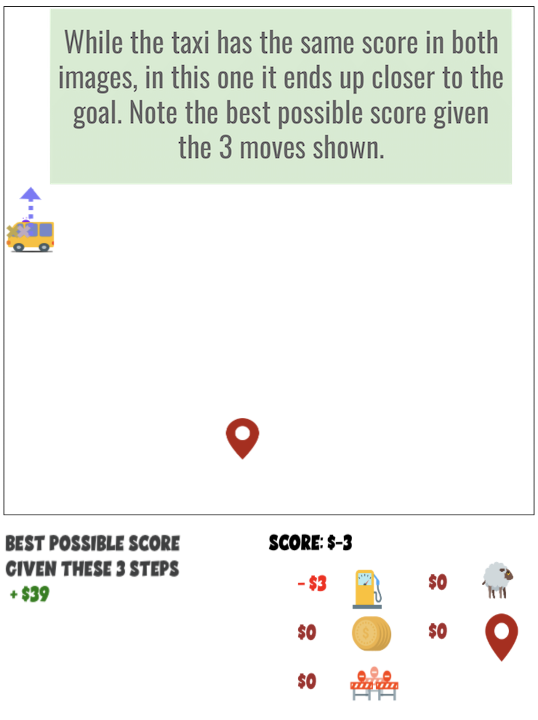 While the taxi has the same score in both
images, in this one it ends up closer to the
goal. Note the best possible score given
the 3 moves shown.
BEST POSSIBLE SCORE
GIVEN THESE 3 STEPS
+ $39
SCORE: $-3
- $3
$0
$0
$0
$0